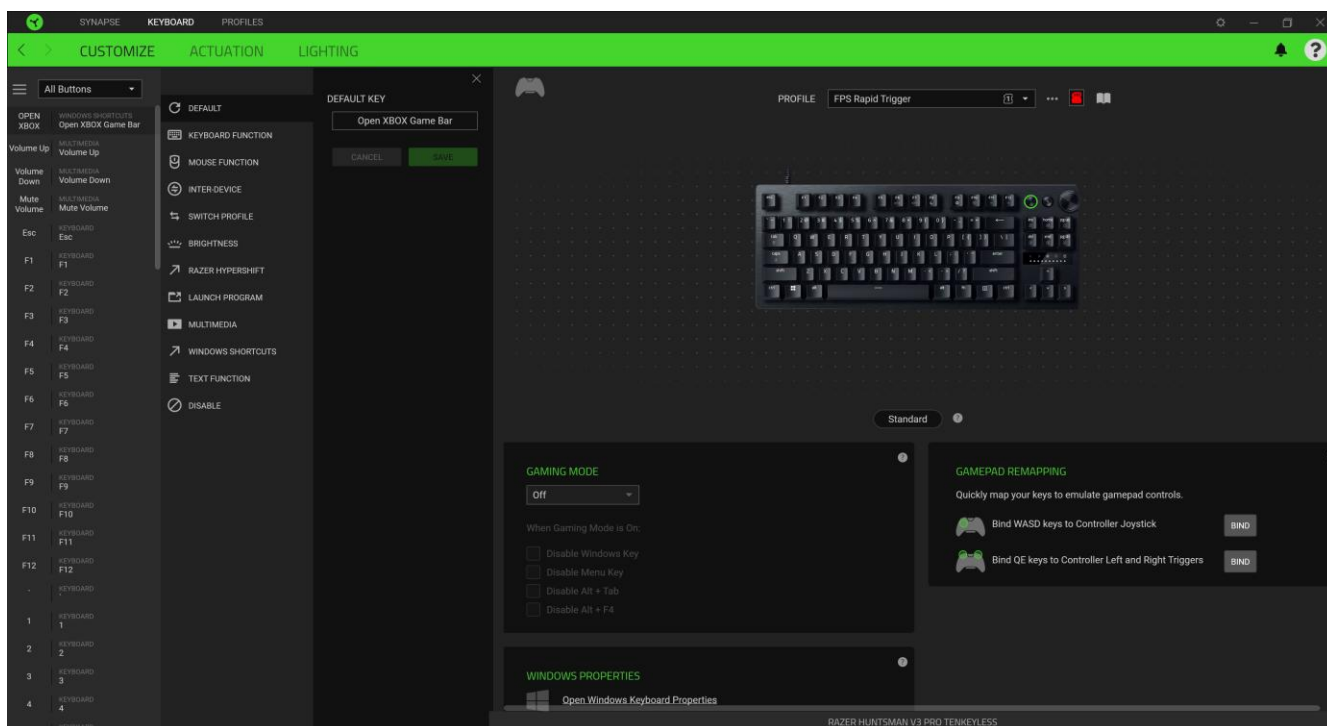 SYNAPSE KEYBOARD PROFILES
CUSTOMIZE ACTUATION LIGHTING
?
All Buttons
OPEN XBOX
WINDOWS SHORTCUTS
Open XBOX Game Bar
Volume Up
MULTIMEDIA
Volume Up
Volume Down
MULTIMEDIA
Volume Down
Mute Volume
MULTIMEDIA
Mute Volume
Esc
KEYBOARD
Esc
F1
KEYBOARD
F1
F2
KEYBOARD
F2
F3
KEYBOARD
F3
F4
KEYBOARD
F4
F5
KEYBOARD
F5
F6
KEYBOARD
F6
F7
KEYBOARD
F7
F8
KEYBOARD
F8
F9
KEYBOARD
F9
F10
KEYBOARD
F10
F11
KEYBOARD
F11
F12
KEYBOARD
F12
KEYBOARD
1
KEYBOARD
1
2
KEYBOARD
2
3
KEYBOARD
3
4
KEYBOARD
4
DEFAULT
KEYBOARD FUNCTION
MOUSE FUNCTION
INTER-DEVICE
SWITCH PROFILE
BRIGHTNESS
RAZER HYPERSHIFT
LAUNCH PROGRAM
MULTIMEDIA
WINDOWS SHORTCUTS
TEXT FUNCTION
DISABLE
DEFAULT KEY
Open XBOX Game Bar
CANCEL SAVE
PROFILE FPS Rapid Trigger 1
Standard
?
GAMING MODE
?
Off
When Gaming Mode is On:
Disable Windows Key
Disable Menu Key
Disable Alt + Tab
Disable Alt + F4
GAMEPAD REMAPPING
Quickly map your keys to emulate gamepad controls.
Bind WASD keys to Controller Joystick BIND
Bind QE keys to Controller Left and Right Triggers BIND
WINDOWS PROPERTIES
?
Open Windows Keyboard Properties
RAZER HUNTSMAN V3 PRO TENKEYLESS